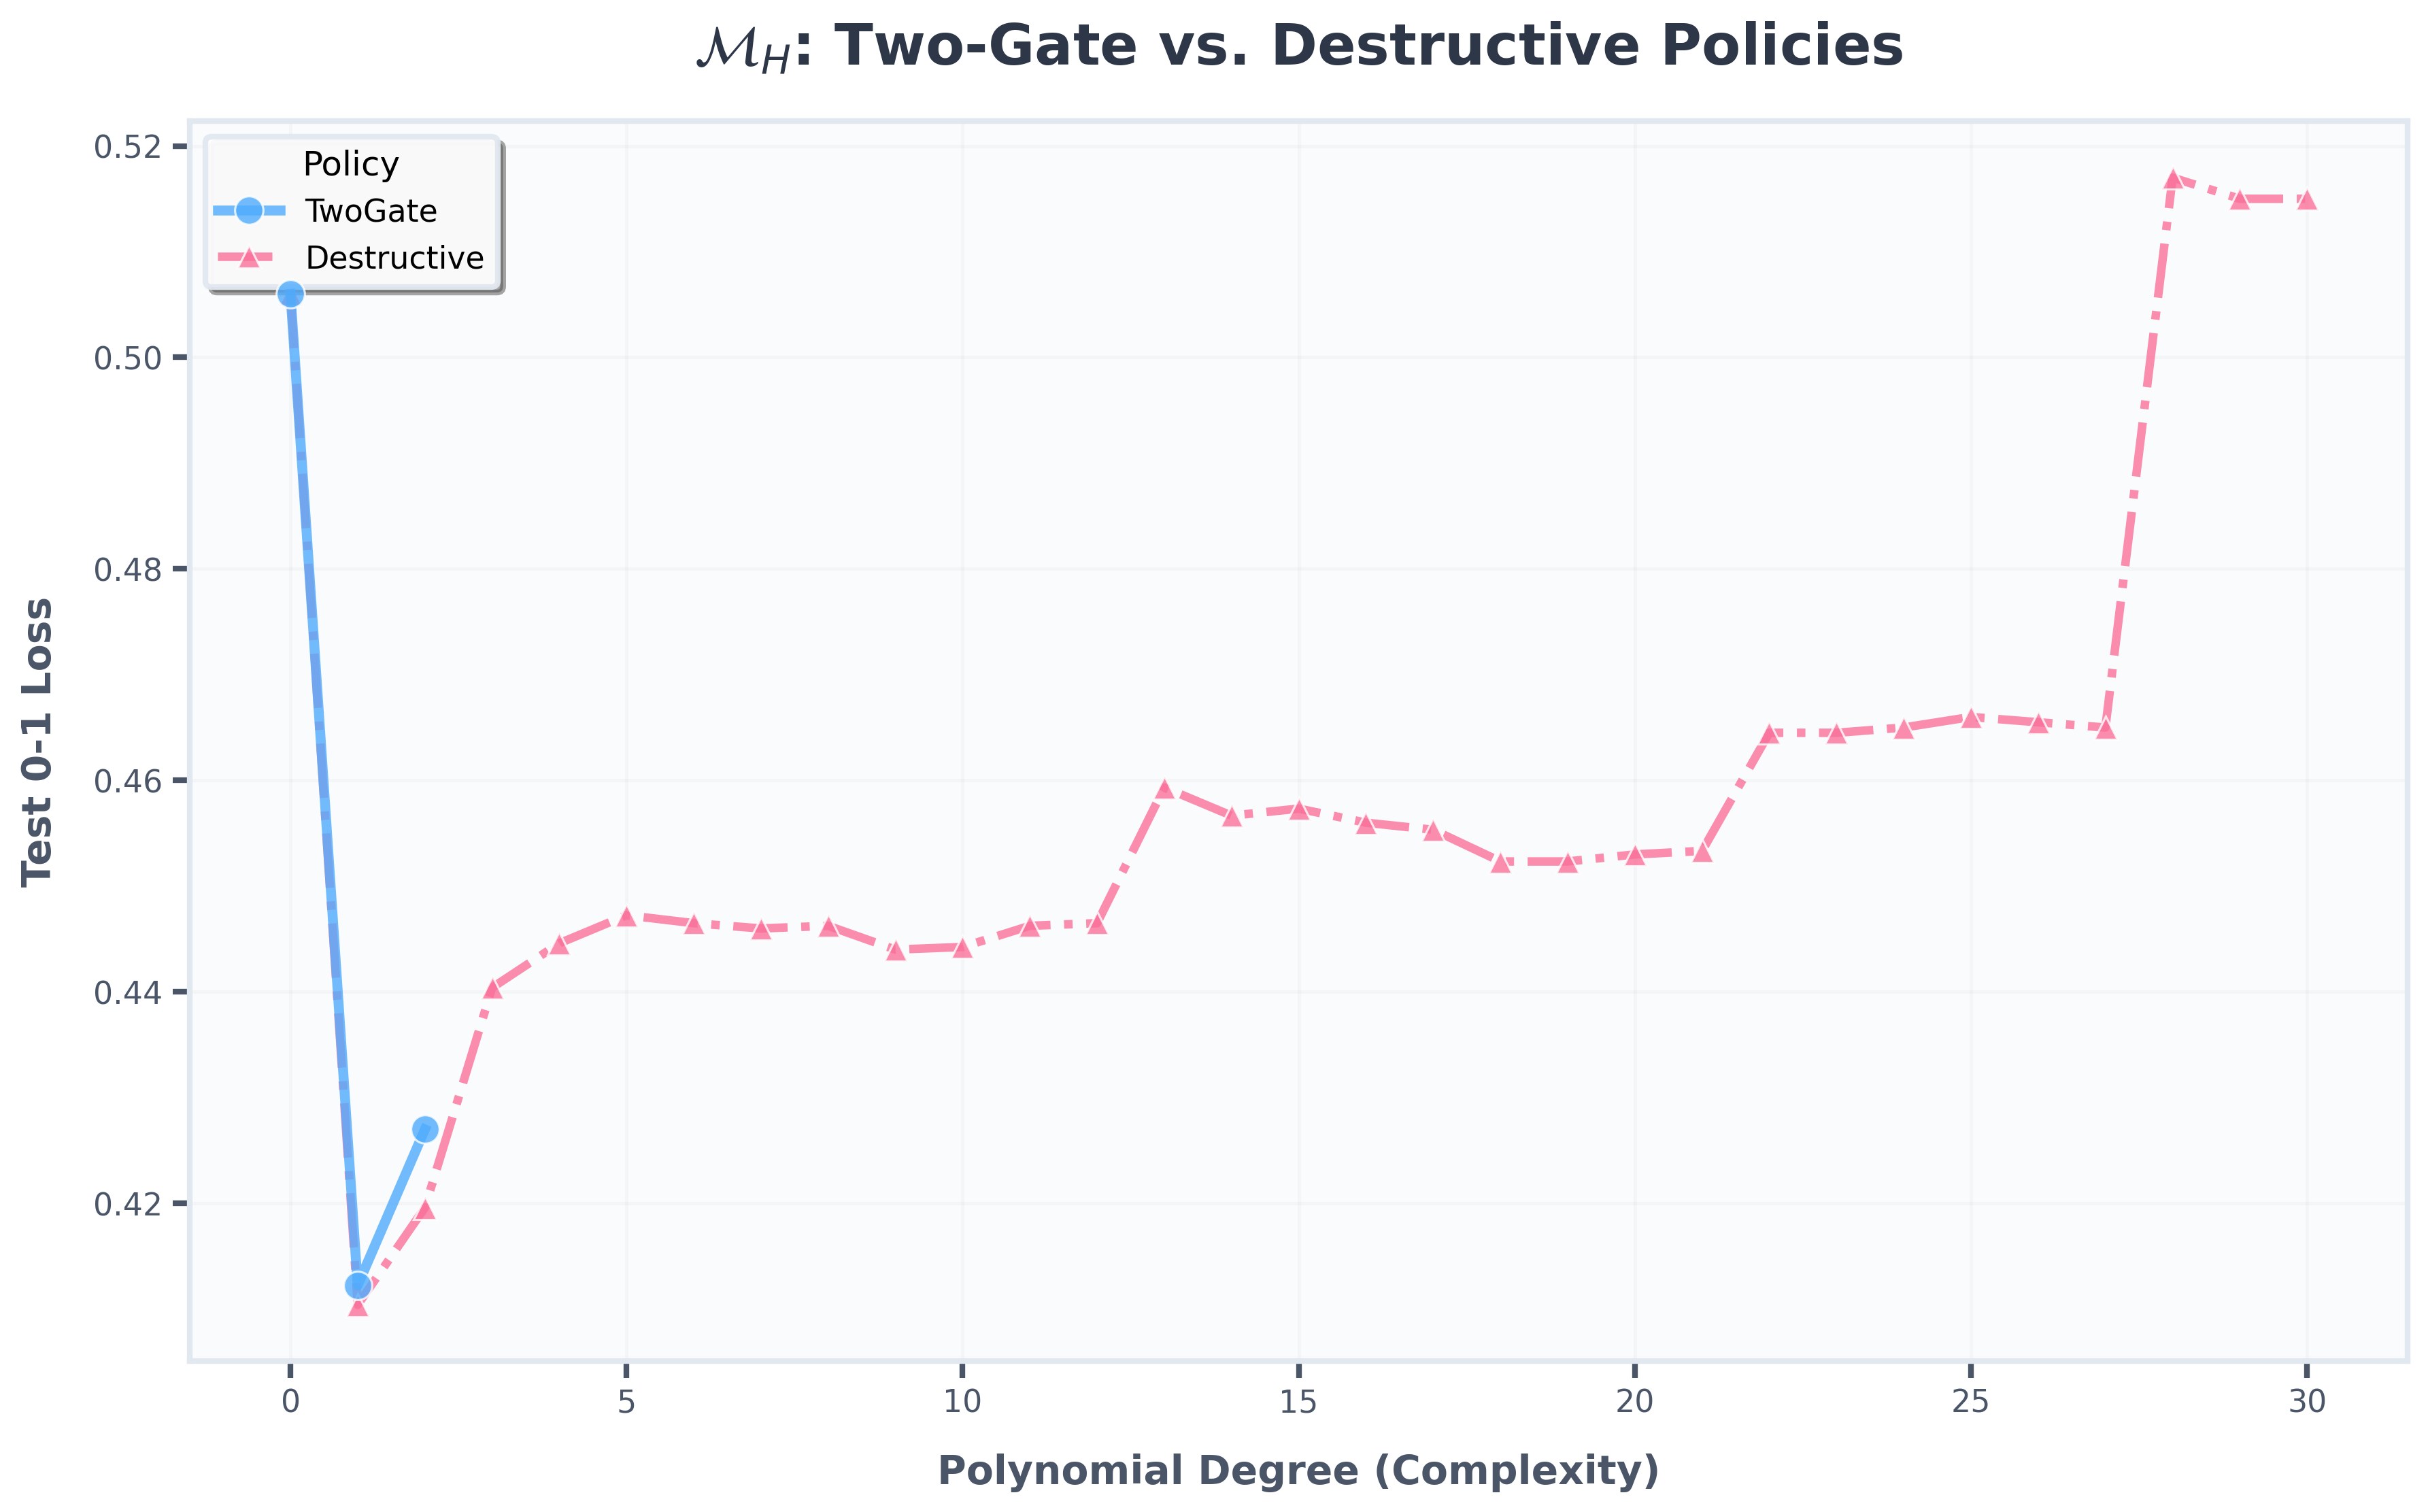 ℳ_H: Two-Gate vs. Destructive Policies
Test 0-1 Loss
0.52
0.50
0.48
0.46
0.44
0.42
Policy
TwoGate
Destructive
0 5 10 15 20 25 30
Polynomial Degree (Complexity)